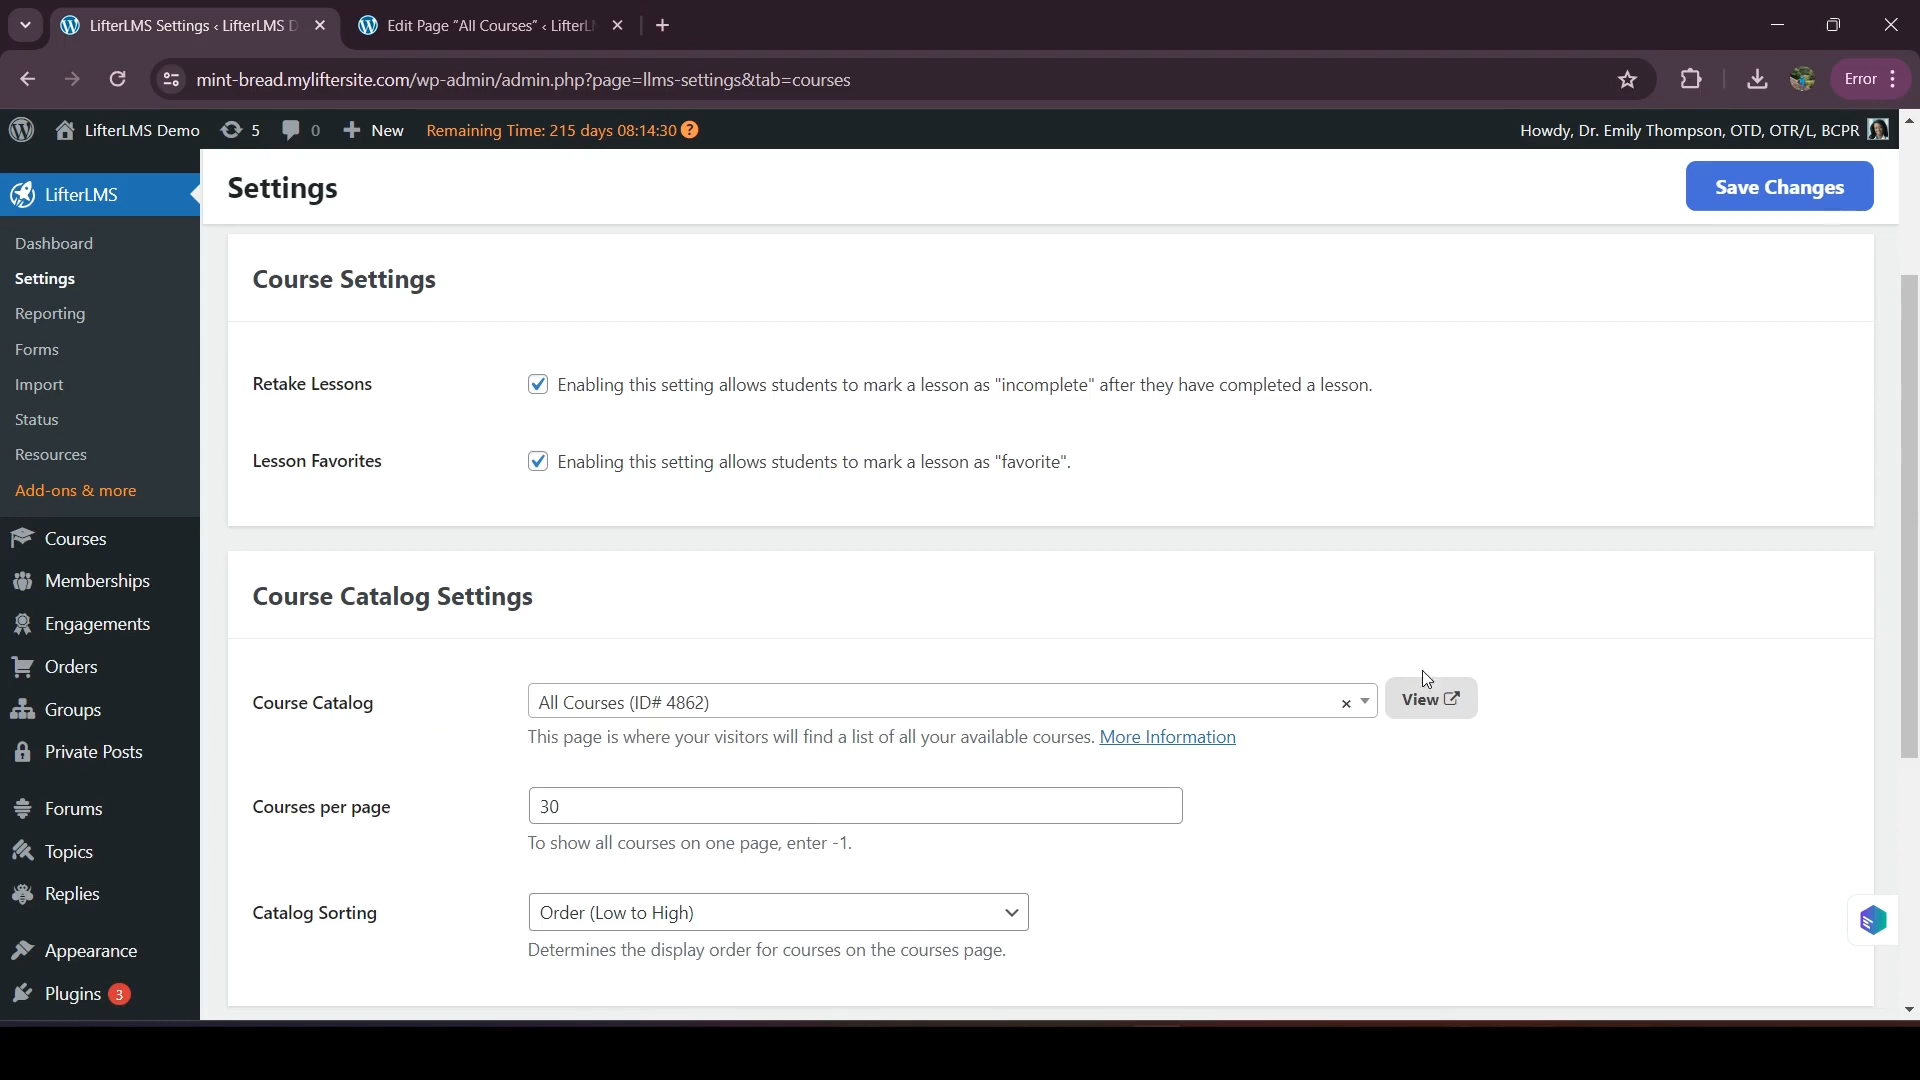 LifterLMS Settings ‹ LifterLMS D
Edit Page “All Courses” ‹ LifterL
mint-bread.myliftersite.com/wp-admin/admin.php?page=llms-settings&tab=courses
Error
LifterLMS Demo
5
0
New
Remaining Time: 215 days 08:14:30
Howdy, Dr. Emily Thompson, OTD, OTR/L, BCPR
LifterLMS
Dashboard
Settings
Reporting
Forms
Import
Status
Resources
Add-ons & more
Courses
Memberships
Engagements
Orders
Groups
Private Posts
Forums
Topics
Replies
Appearance
Plugins 3
Settings
Save Changes
Course Settings
Retake Lessons
Enabling this setting allows students to mark a lesson as "incomplete" after they have completed a lesson.
Lesson Favorites
Enabling this setting allows students to mark a lesson as "favorite".
Course Catalog Settings
Course Catalog
All Courses (ID# 4862)
×
View
This page is where your visitors will find a list of all your available courses. More Information
Courses per page
30
To show all courses on one page, enter -1.
Catalog Sorting
Order (Low to High)
Determines the display order for courses on the courses page.